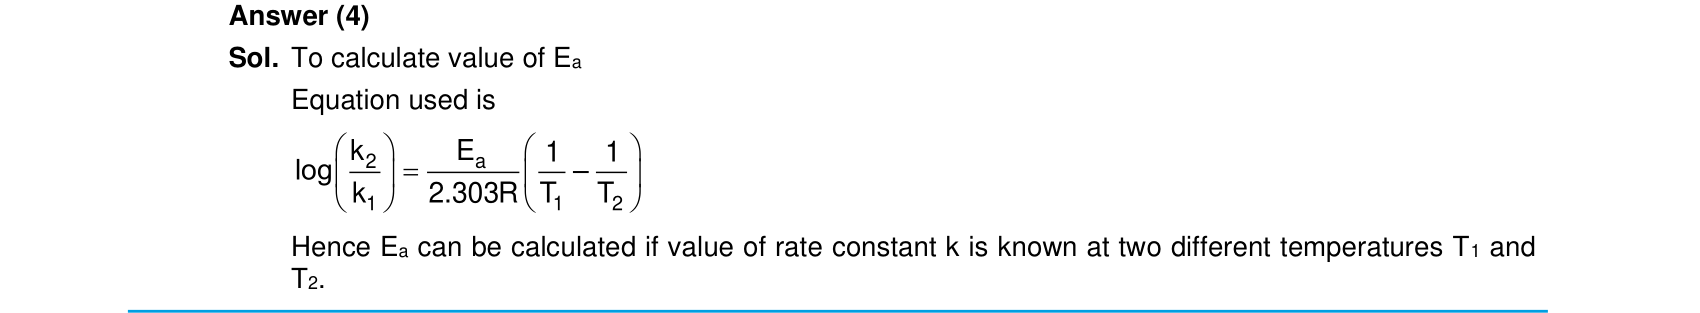 Answer (4)
Sol. To calculate value of Eₐ
Equation used is
log(k₂/k₁) = Eₐ/2.303R (1/T₁ − 1/T₂)
Hence Eₐ can be calculated if value of rate constant k is known at two different temperatures T₁ and
T₂.